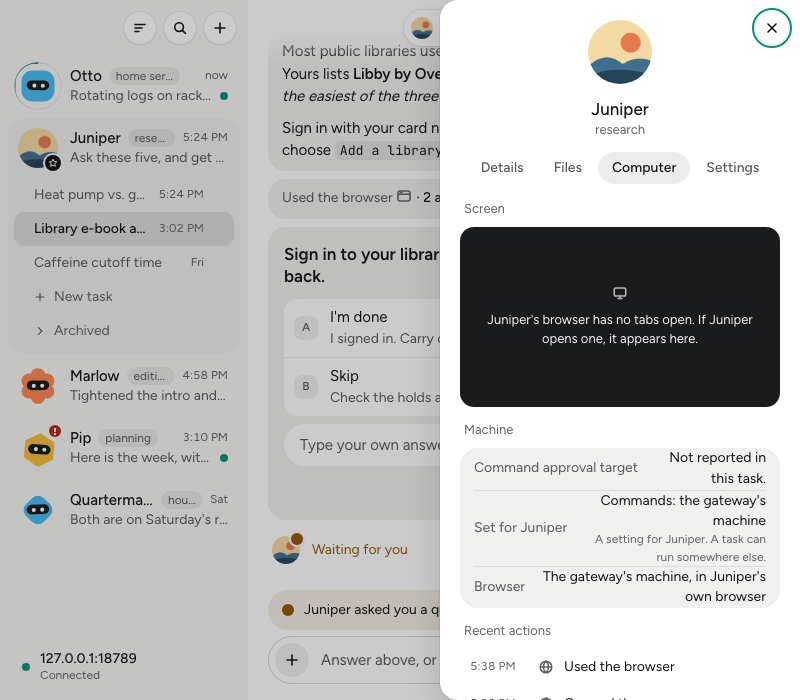 Otto home ser... now
Rotating logs on rack...
Juniper rese... 5:24 PM
Ask these five, and get ...
Heat pump vs. g... 5:24 PM
Library e-book a... 3:02 PM
Caffeine cutoff time Fri
New task
Archived
Marlow editi... 4:58 PM
Tightened the intro and...
Pip planning 3:10 PM
Here is the week, wit...
Quarterma... hou... Sat
Both are on Saturday's r...
127.0.0.1:18789
Connected
Most public libraries use
Yours lists Libby by Ove
the easiest of the three
Sign in with your card n
choose Add a library
Used the browser · 2 a
Sign in to your librar
back.
A I'm done
I signed in. Carry o
B Skip
Check the holds a
Type your own answe
Waiting for you
Juniper asked you a q
Answer above, or
Juniper
research
Details Files Computer Settings
Screen
Juniper's browser has no tabs open. If Juniper
opens one, it appears here.
Machine
Command approval target Not reported in
this task.
Set for Juniper Commands: the gateway's
machine
A setting for Juniper. A task can
run somewhere else.
Browser The gateway's machine, in Juniper's
own browser
Recent actions
5:38 PM Used the browser